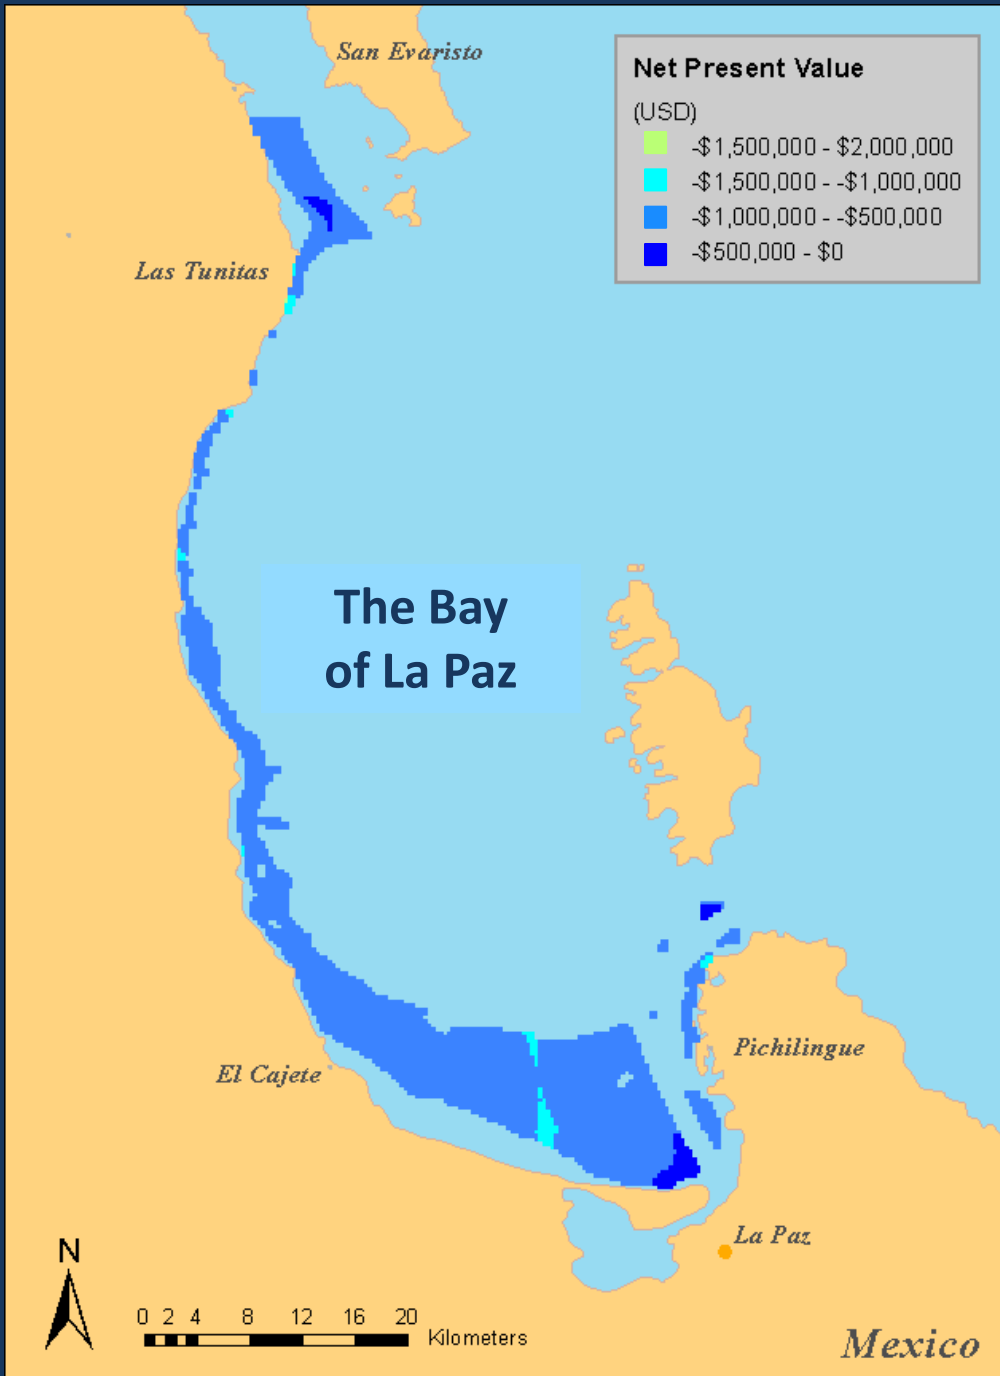 San Evaristo
Net Present Value
(USD)
-$1,500,000 - $2,000,000
-$1,500,000 - -$1,000,000
-$1,000,000 - -$500,000
-$500,000 - $0
Las Tunitas
The Bay
of La Paz
Pichilingue
El Cajete
La Paz
N
0 2 4 8 12 16 20
Kilometers
Mexico